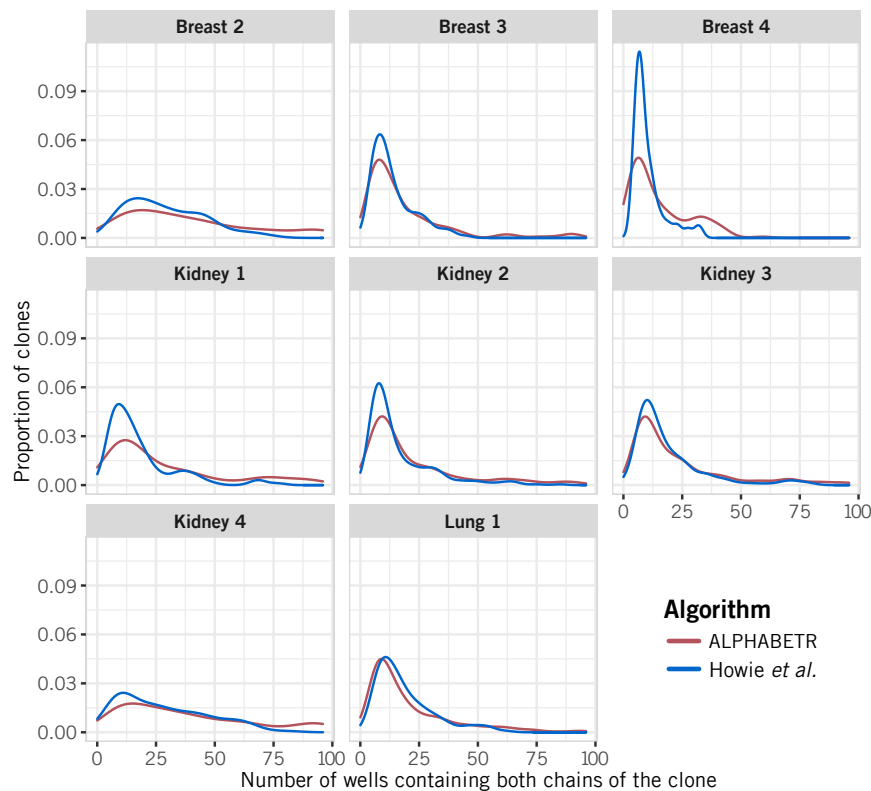 Breast 2 Breast 3 Breast 4
0.09
0.06
0.03
0.00
Kidney 1 Kidney 2 Kidney 3
0.09
0.06
0.03
0.00
0 25 50 75 100
Kidney 4 Lung 1
0.09
0.06
0.03
0.00
0 25 50 75 100 0 25 50 75 100
Proportion of clones
Number of wells containing both chains of the clone
Algorithm
ALPHABETR
Howie et al.